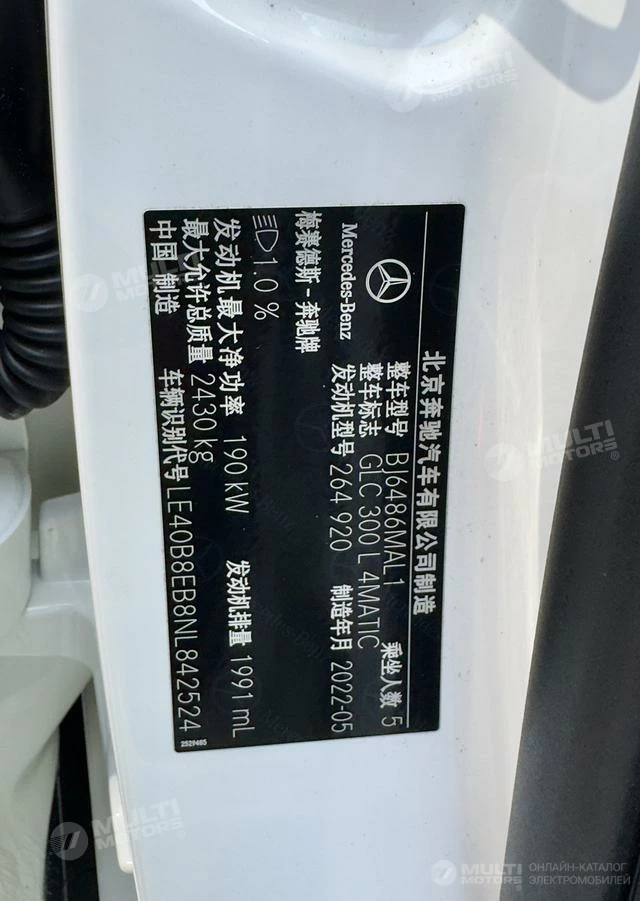 北京奔驰汽车有限公司制造
Mercedes-Benz
梅赛德斯-奔驰牌
整车型号 BJ6486MAL1 乘坐人数 5
整车标志 GLC 300 L 4MATIC
发动机型号 264 920 制造年月 2022-05
1.0 %
发动机最大净功率 190 kW 发动机排量 1991 mL
最大允许总质量 2430 kg
中国 制造 车辆识别代号 LE40B8EB8NL842524
2529465
MULTI MOTORS
MULTI MOTORS
MULTI MOTORS
MULTI MOTORS
MULTI MOTORS
ОНЛАЙН-КАТАЛОГ
ЭЛЕКТРОМОБИЛЕЙ